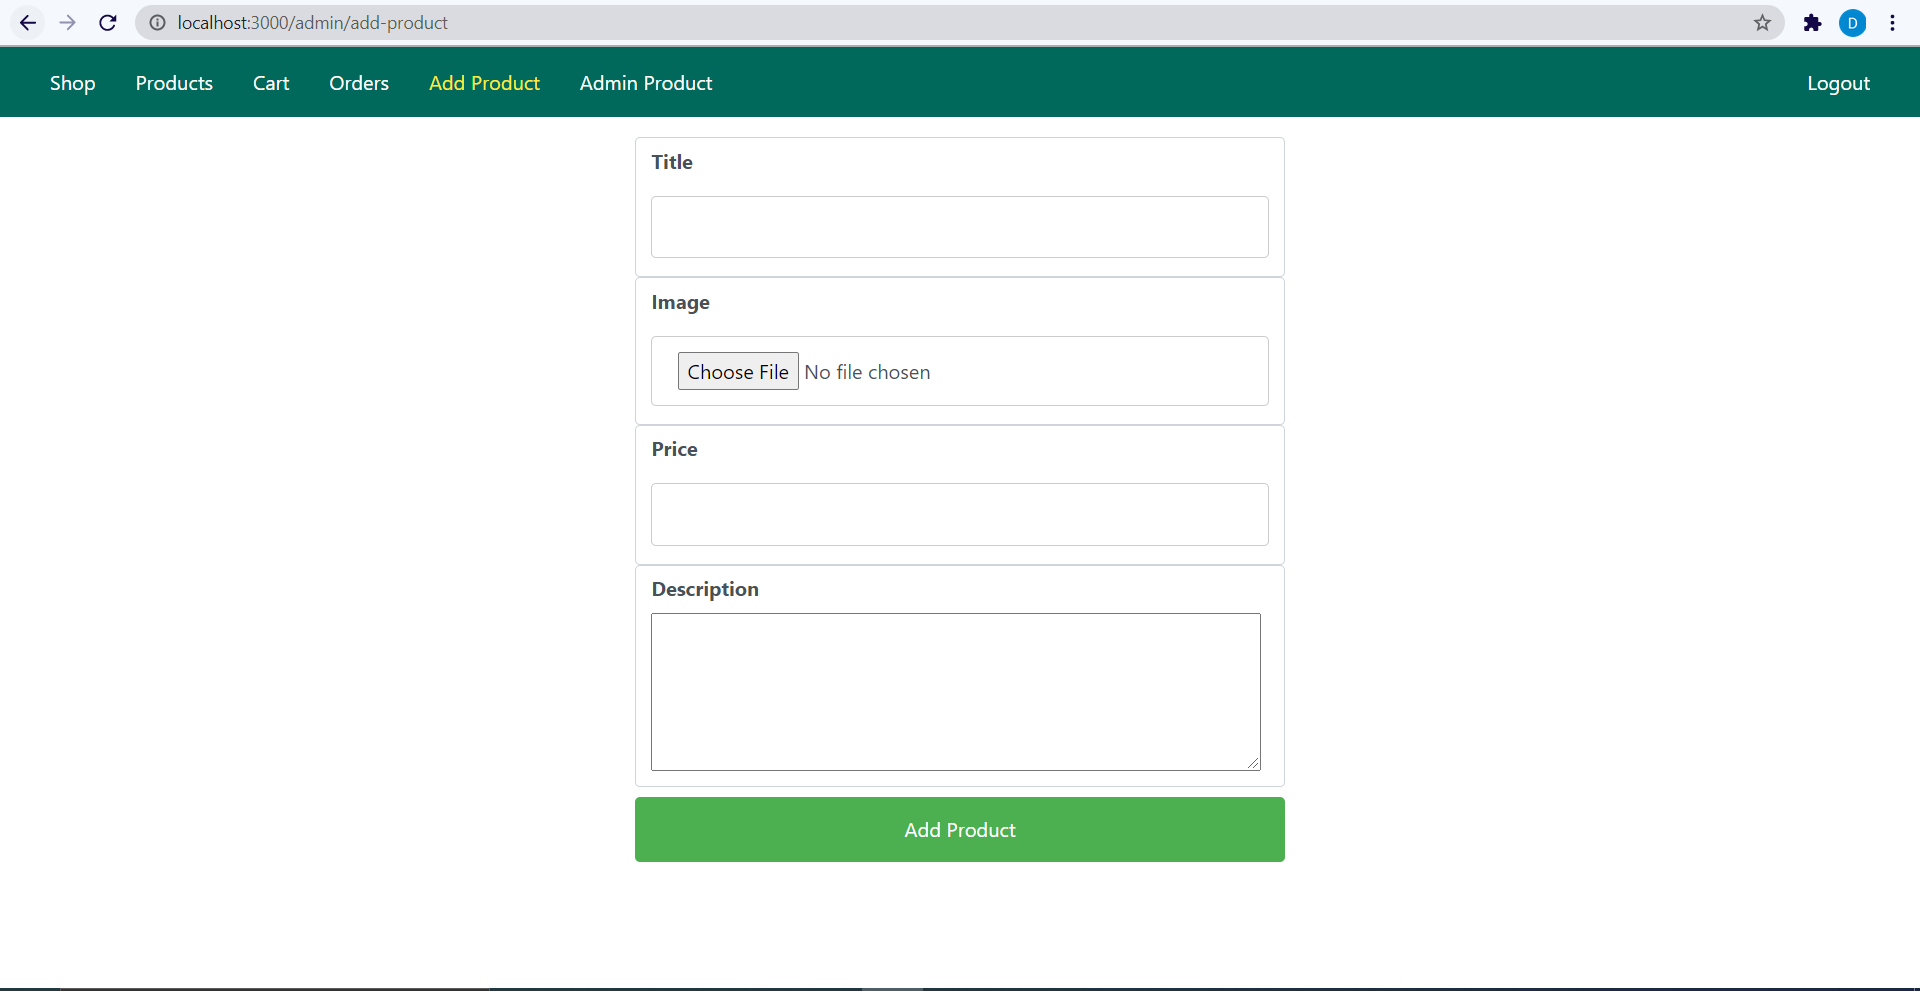 localhost:3000/admin/add-product
D
Shop Products Cart Orders Add Product Admin Product Logout
Title
Image
Choose File No file chosen
Price
Description
Add Product